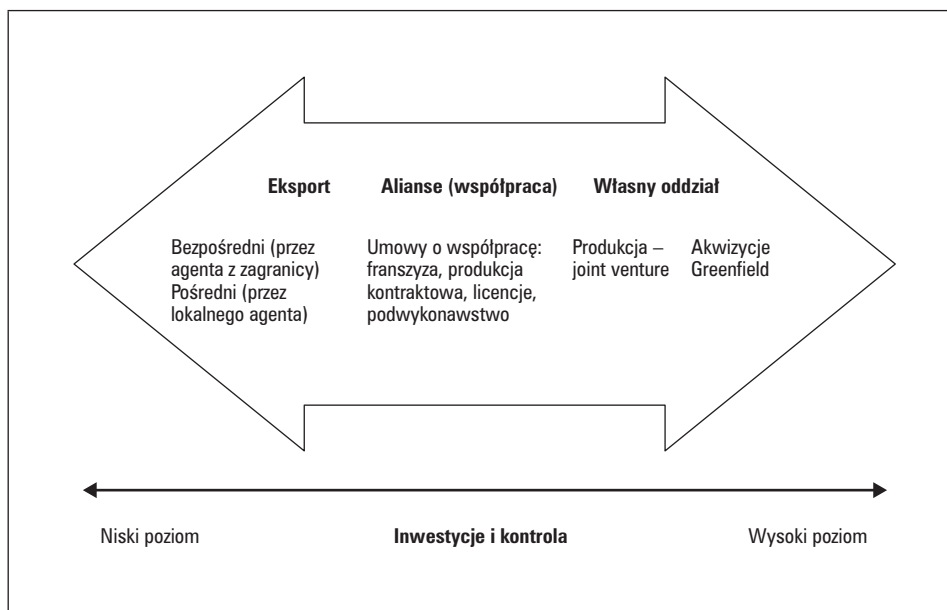 Eksport
Alianse (współpraca)
Własny oddział
Bezpośredni (przez
agenta z zagranicy)
Pośredni (przez
lokalnego agenta)
Umowy o współpracę:
franszyza, produkcja
kontraktowa, licencje,
podwykonawstwo
Produkcja –
joint venture
Akwizycje
Greenfield
Niski poziom
Inwestycje i kontrola
Wysoki poziom